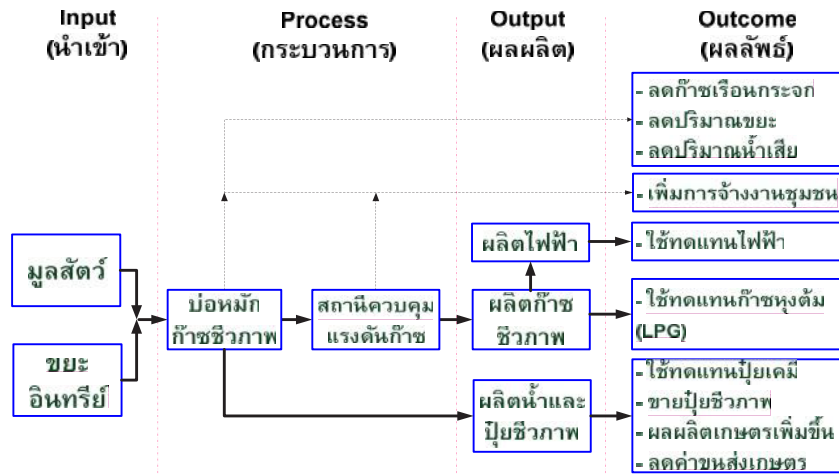 Input
(นำเข้า)
Process
(กระบวนการ)
Output
(ผลผลิต)
Outcome
(ผลลัพธ์)
- ลดก๊าซเรือนกระจก
- ลดปริมาณขยะ
- ลดปริมาณน้ำเสีย
- เพิ่มการจ้างงานชุมชน
ผลิตไฟฟ้า
- ใช้ทดแทนไฟฟ้า
มูลสัตว์
บ่อหมัก
ก๊าซชีวภาพ
สถานีควบคุม
แรงดันก๊าซ
ผลิตก๊าซ
ชีวภาพ
- ใช้ทดแทนก๊าซหุงต้ม
(LPG)
ขยะ
อินทรีย์
ผลิตน้ำและ
ปุ๋ยชีวภาพ
- ใช้ทดแทนปุ๋ยเคมี
- ขายปุ๋ยชีวภาพ
- ผลผลิตเกษตรเพิ่มขึ้น
- ลดค่าขนส่งเกษตร